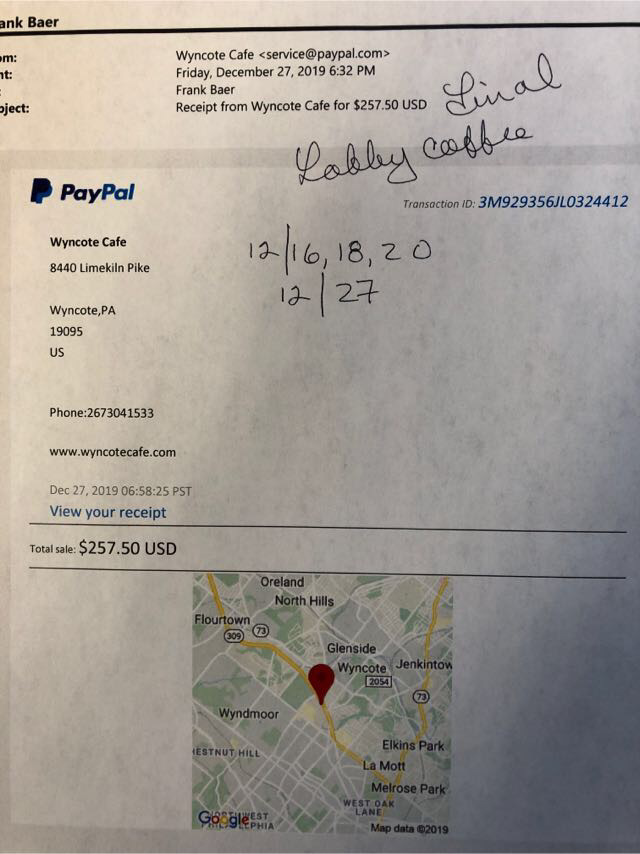 ank Baer
om: Wyncote Cafe <service@paypal.com>
nt: Friday, December 27, 2019 6:32 PM
: Frank Baer
bject: Receipt from Wyncote Cafe for $257.50 USD
Final
Lobby coffee
PayPal
Transaction ID: 3M929356JL0324412
Wyncote Cafe
12/16, 18, 20
8440 Limekiln Pike
12/27
Wyncote,PA
19095
US
Phone:2673041533
www.wyncotecafe.com
Dec 27, 2019 06:58:25 PST
View your receipt
Total sale: $257.50 USD
Oreland
North Hills
Flourtown
309
73
Glenside
Wyncote
Jenkintow
2054
73
Wyndmoor
Elkins Park
HESTNUT HILL
La Mott
Melrose Park
WEST OAK
LANE
Google
Map data ©2019